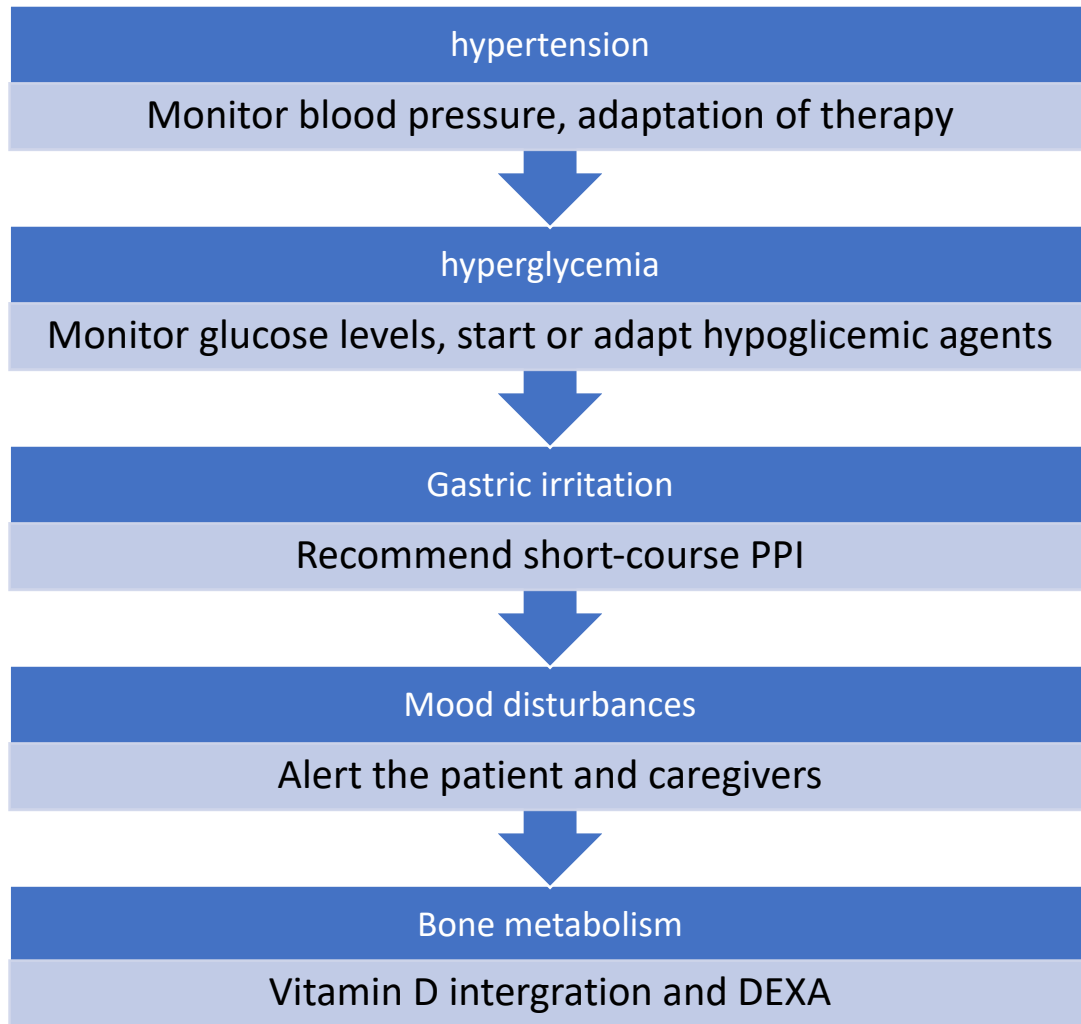 hypertension
Monitor blood pressure, adaptation of therapy
hyperglycemia
Monitor glucose levels, start or adapt hypoglicemic agents
Gastric irritation
Recommend short-course PPI
Mood disturbances
Alert the patient and caregivers
Bone metabolism
Vitamin D intergration and DEXA